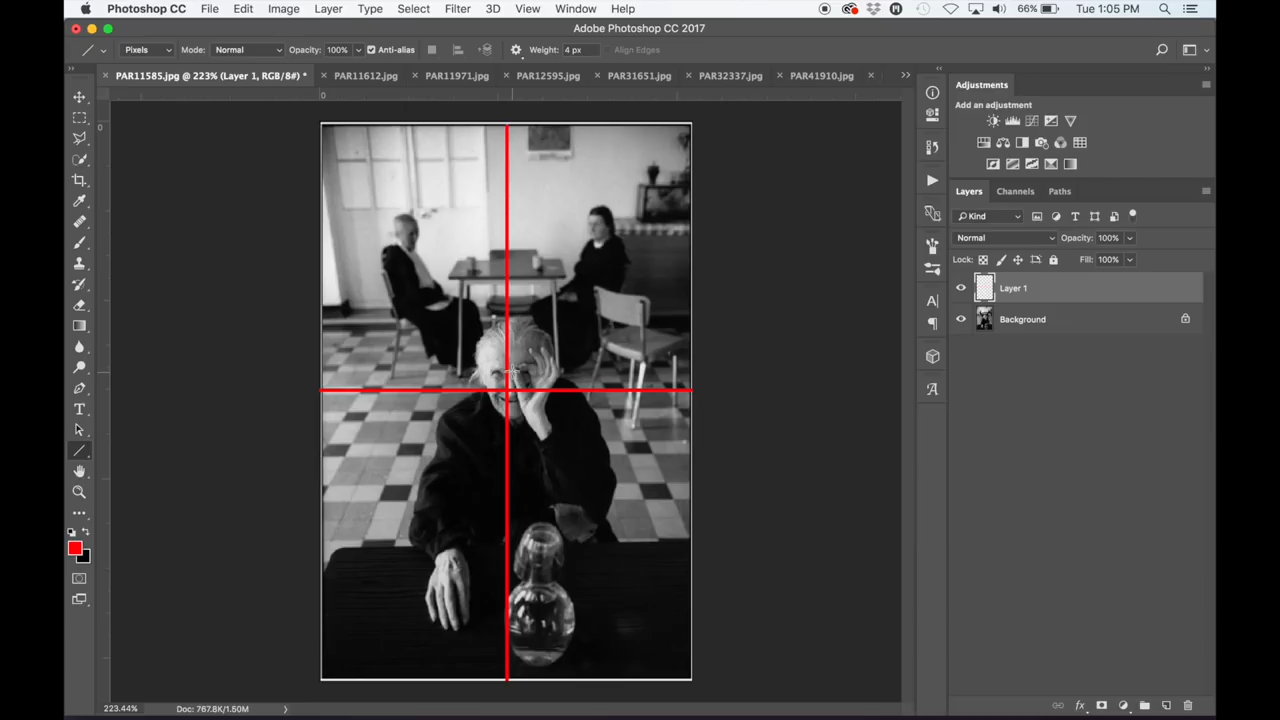 Photoshop CC File Edit Image Layer Type Select Filter 3D View Window Help 66% Tue 1:05 PM
Adobe Photoshop CC 2017
Pixels Mode: Normal Opacity: 100% Anti-alias Weight: 4 px Align Edges
PAR11585.jpg @ 223% (Layer 1, RGB/8#) * PAR11612.jpg PAR11971.jpg PAR12595.jpg PAR31651.jpg PAR32337.jpg PAR41910.jpg
0
0
Adjustments
Add an adjustment
Layers Channels Paths
Kind
Normal Opacity: 100%
Lock: Fill: 100%
Layer 1
Background
223.44% Doc: 767.8K/1.50M